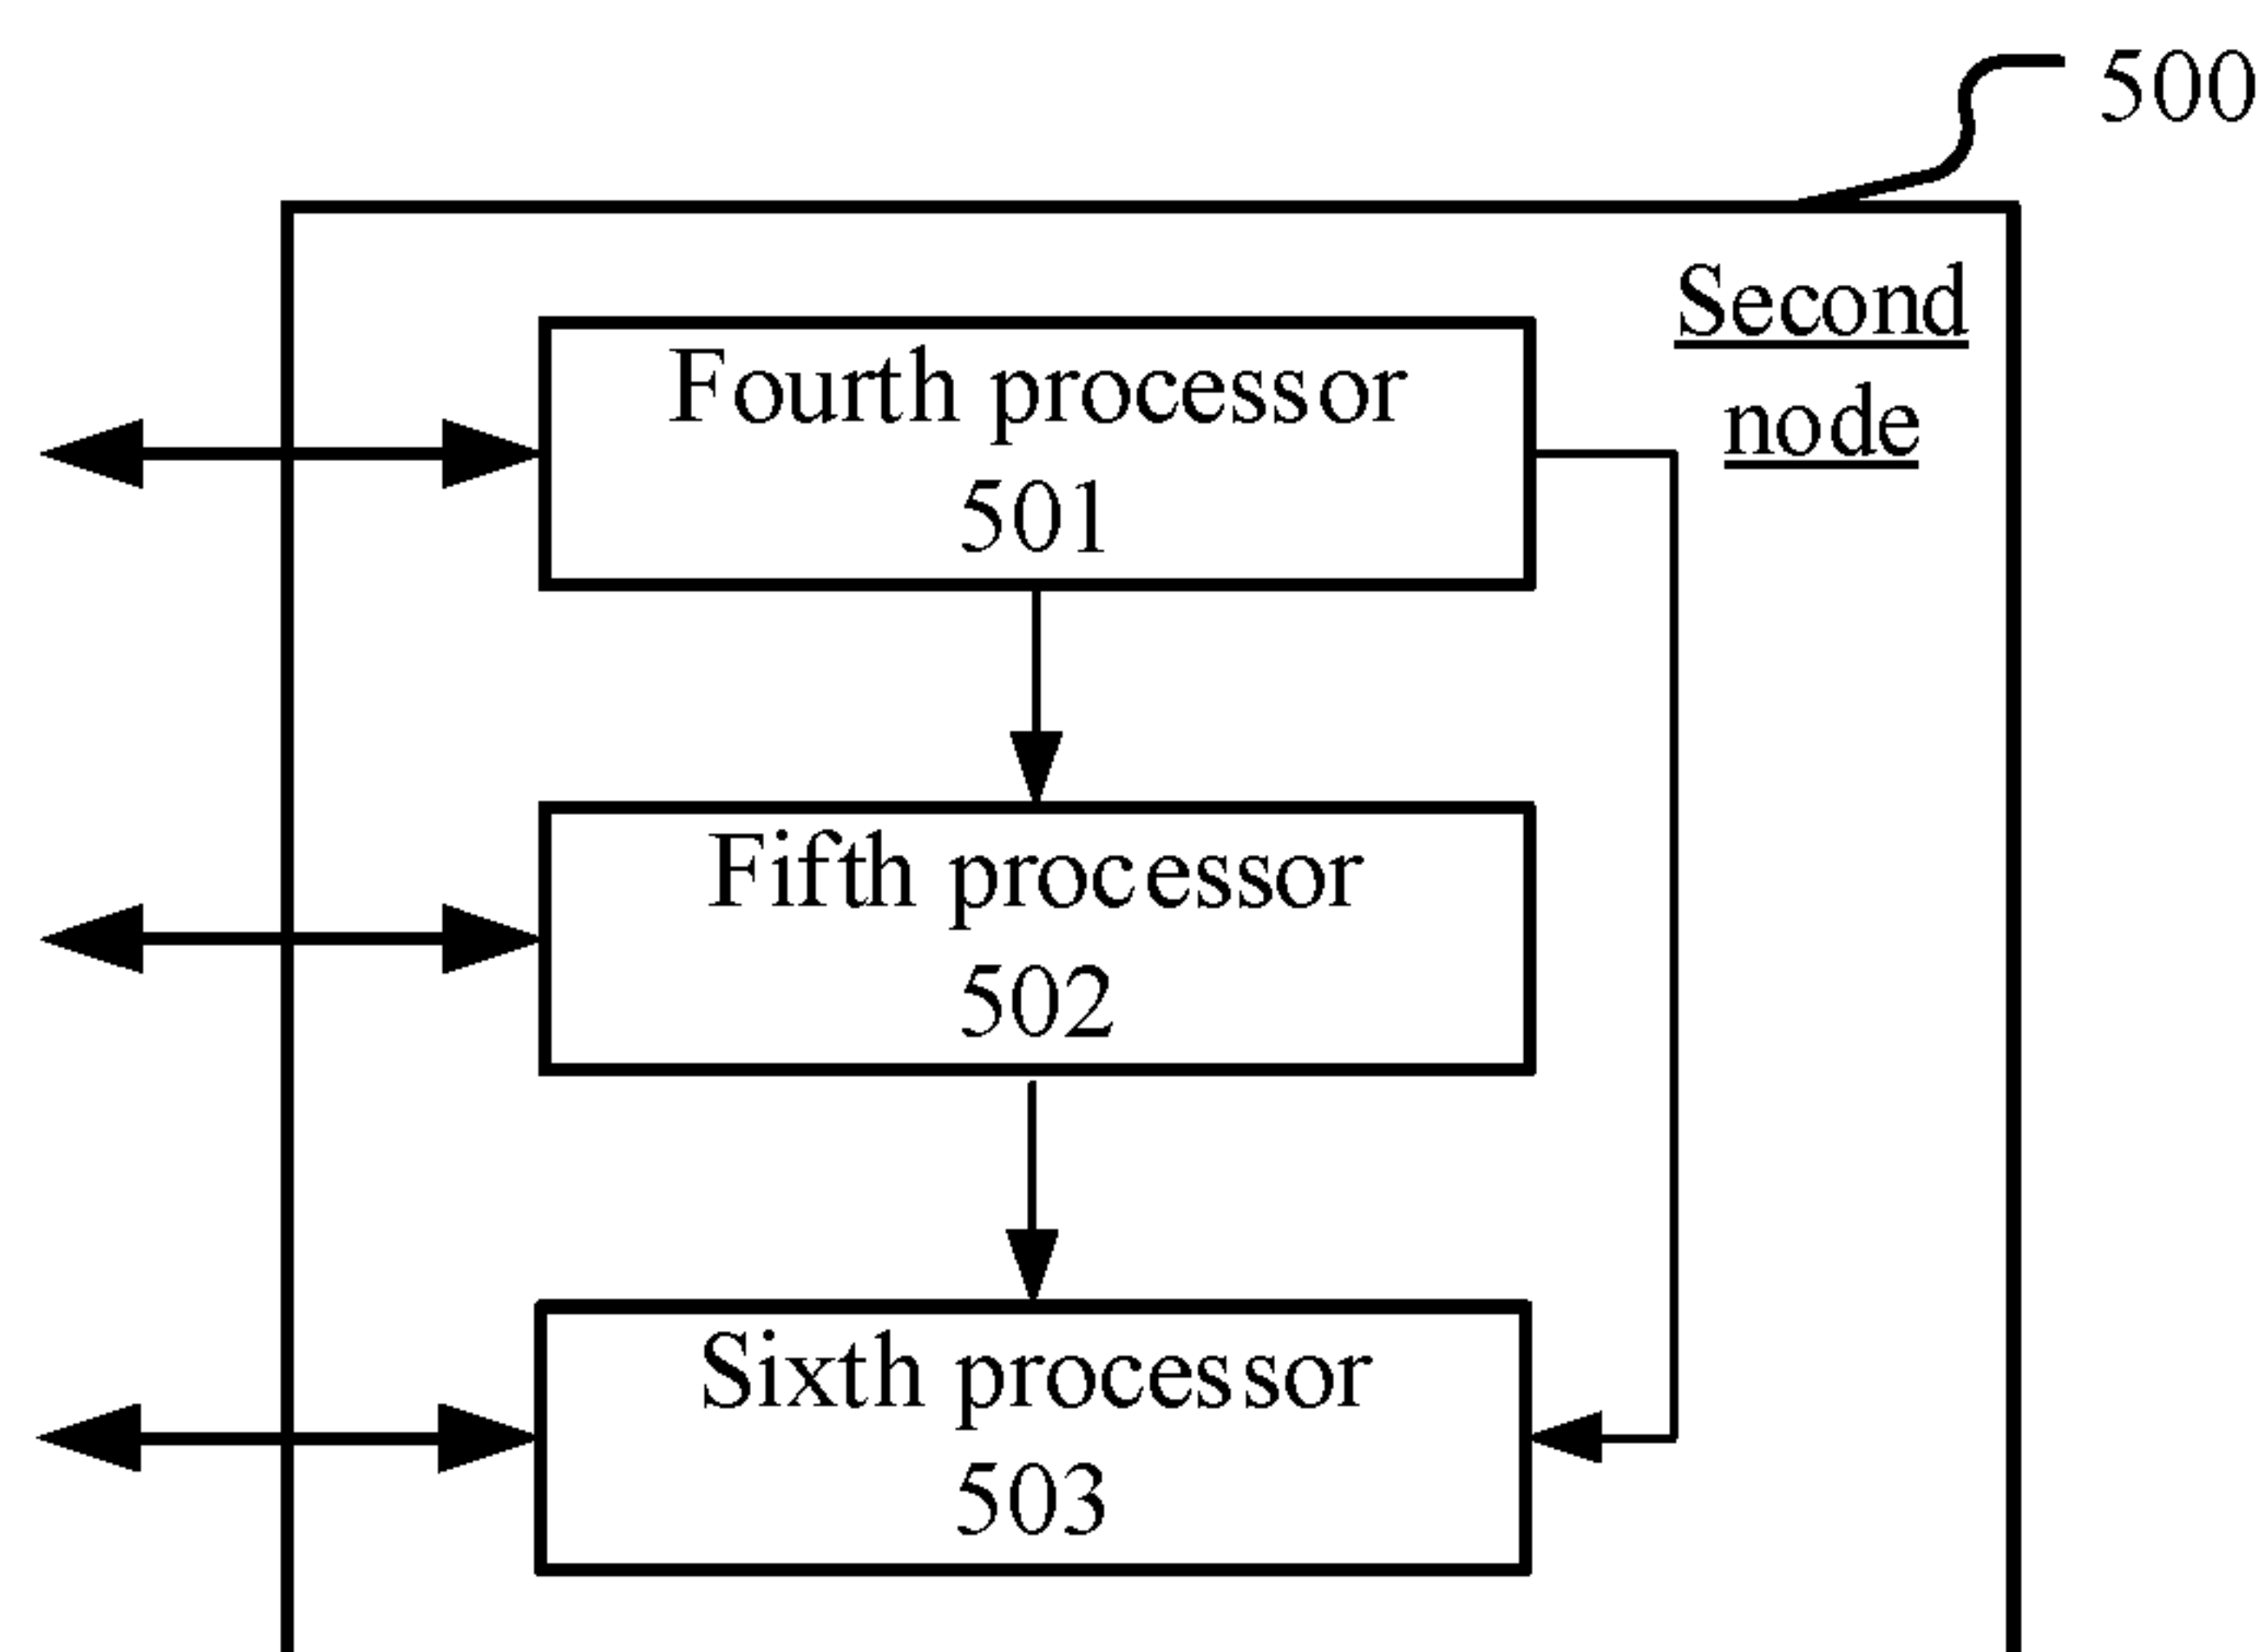 500
Second
node
Fourth processor
501
Fifth processor
502
Sixth processor
503